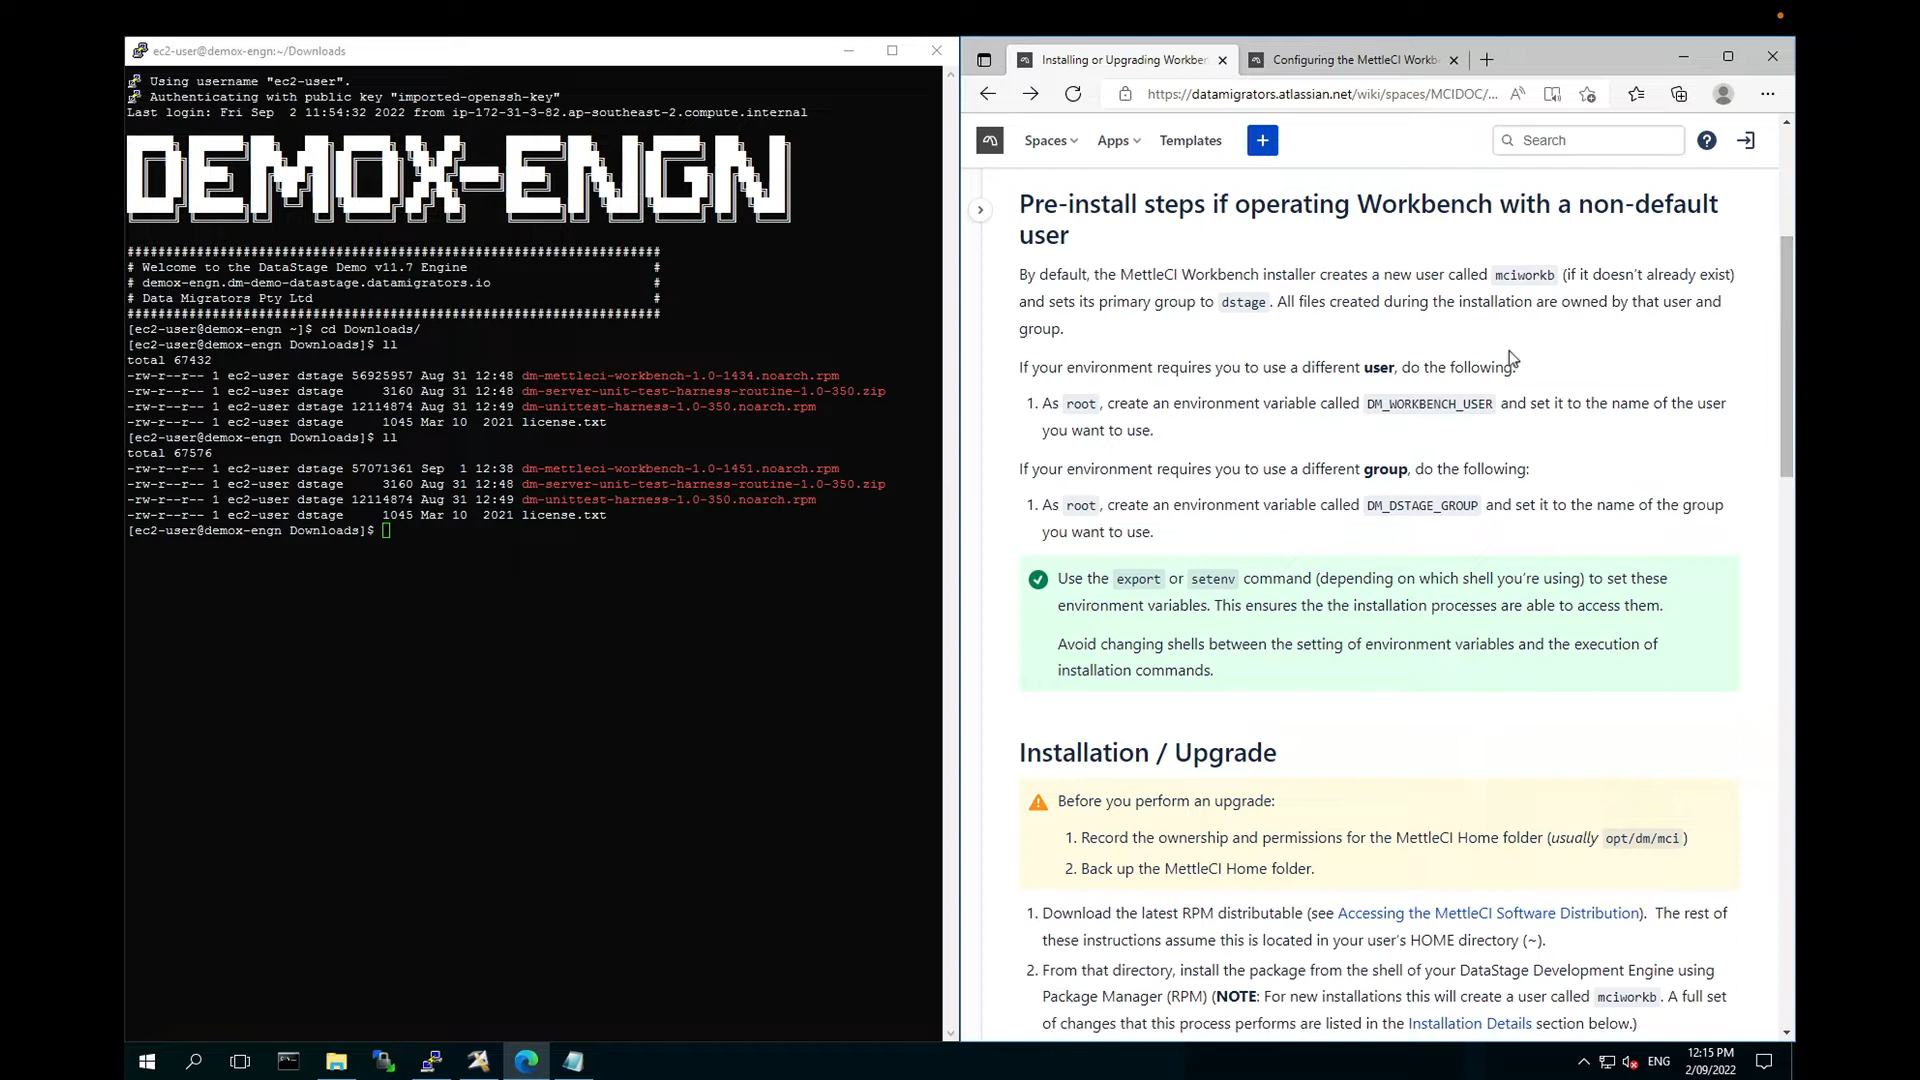 ec2-user@demox-engn:~/Downloads
Using username "ec2-user".
Authenticating with public key "imported-openssh-key"
Last login: Fri Sep  2 11:54:32 2022 from ip-172-31-3-82.ap-southeast-2.compute.internal
DEMOX-ENGN
#####################################################################
# Welcome to the DataStage Demo v11.7 Engine                        #
# demox-engn.dm-demo-datastage.datamigrators.io                     #
# Data Migrators Pty Ltd                                            #
#####################################################################
[ec2-user@demox-engn ~]$ cd Downloads/
[ec2-user@demox-engn Downloads]$ ll
total 67432
-rw-r--r-- 1 ec2-user dstage 56925957 Aug 31 12:48 dm-mettleci-workbench-1.0-1434.noarch.rpm
-rw-r--r-- 1 ec2-user dstage     3160 Aug 31 12:48 dm-server-unit-test-harness-routine-1.0-350.zip
-rw-r--r-- 1 ec2-user dstage 12114874 Aug 31 12:49 dm-unittest-harness-1.0-350.noarch.rpm
-rw-r--r-- 1 ec2-user dstage     1045 Mar 10  2021 license.txt
[ec2-user@demox-engn Downloads]$ ll
total 67576
-rw-r--r-- 1 ec2-user dstage 57071361 Sep  1 12:38 dm-mettleci-workbench-1.0-1451.noarch.rpm
-rw-r--r-- 1 ec2-user dstage     3160 Aug 31 12:48 dm-server-unit-test-harness-routine-1.0-350.zip
-rw-r--r-- 1 ec2-user dstage 12114874 Aug 31 12:49 dm-unittest-harness-1.0-350.noarch.rpm
-rw-r--r-- 1 ec2-user dstage     1045 Mar 10  2021 license.txt
[ec2-user@demox-engn Downloads]$
Installing or Upgrading Workben
Configuring the MettleCI Workb
https://datamigrators.atlassian.net/wiki/spaces/MCIDOC/...
Spaces Apps Templates + Search
Pre-install steps if operating Workbench with a non-default
user
By default, the MettleCI Workbench installer creates a new user called mciworkb (if it doesn't already exist)
and sets its primary group to dstage. All files created during the installation are owned by that user and
group.
If your environment requires you to use a different user, do the following:
1. As root, create an environment variable called DM_WORKBENCH_USER and set it to the name of the user
you want to use.
If your environment requires you to use a different group, do the following:
1. As root, create an environment variable called DM_DSTAGE_GROUP and set it to the name of the group
you want to use.
Use the export or setenv command (depending on which shell you're using) to set these
environment variables. This ensures the the installation processes are able to access them.
Avoid changing shells between the setting of environment variables and the execution of
installation commands.
Installation / Upgrade
Before you perform an upgrade:
1. Record the ownership and permissions for the MettleCI Home folder (usually opt/dm/mci)
2. Back up the MettleCI Home folder.
1. Download the latest RPM distributable (see Accessing the MettleCI Software Distribution).  The rest of
these instructions assume this is located in your user's HOME directory (~).
2. From that directory, install the package from the shell of your DataStage Development Engine using
Package Manager (RPM) (NOTE: For new installations this will create a user called mciworkb. A full set
of changes that this process performs are listed in the Installation Details section below.)
ENG
12:15 PM
2/09/2022